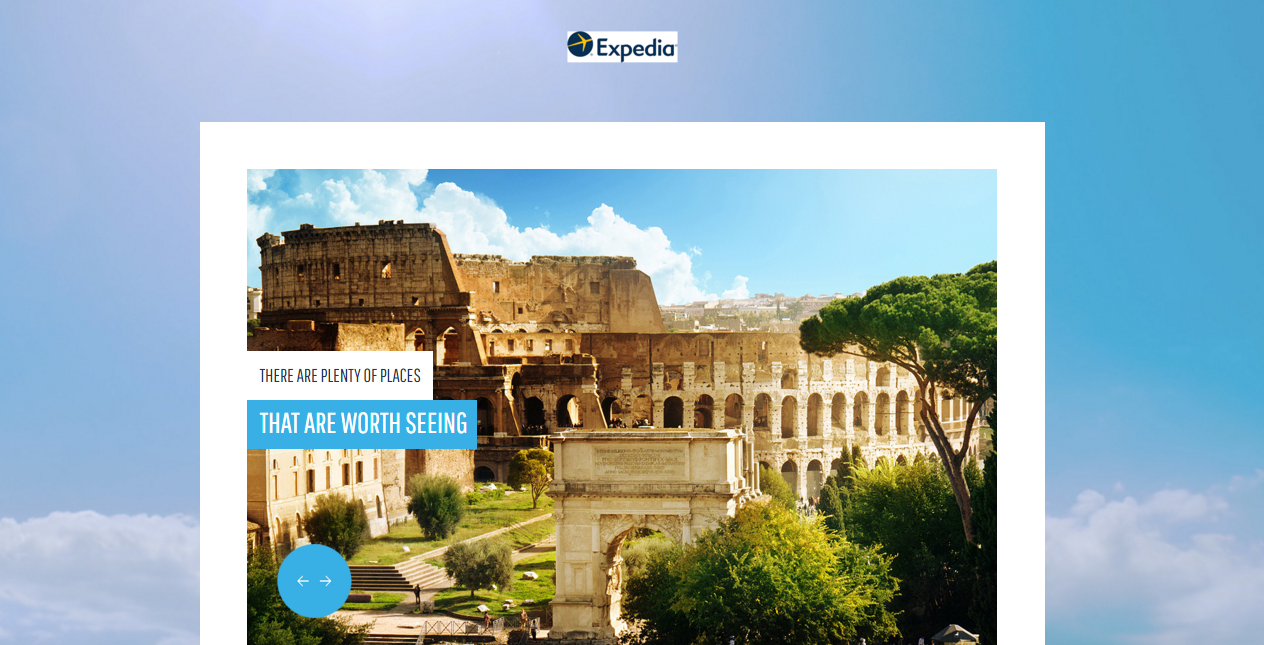 Expedia
THERE ARE PLENTY OF PLACES
THAT ARE WORTH SEEING